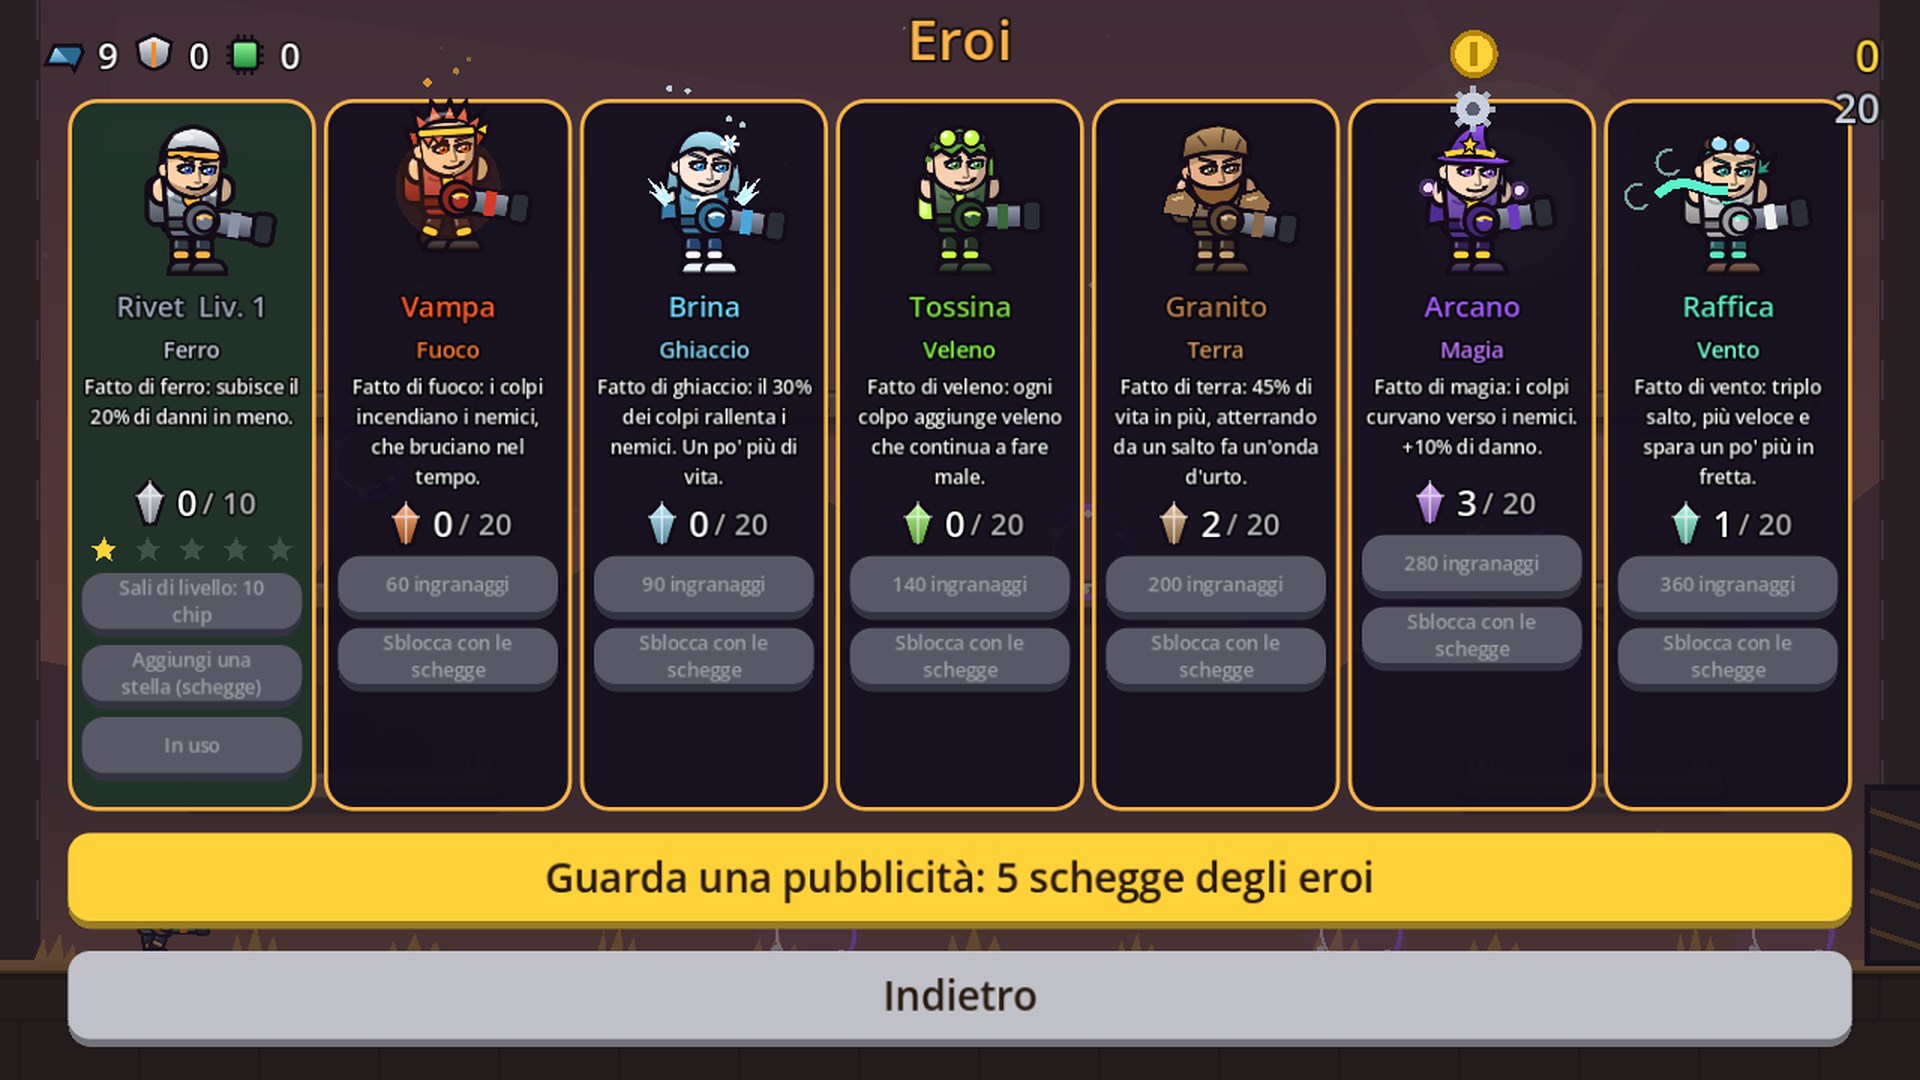 Eroi
9 0 0
0
20
Rivet Liv. 1
Ferro
Fatto di ferro: subisce il
20% di danni in meno.
0 / 10
Sali di livello: 10
chip
Aggiungi una
stella (schegge)
In uso
Vampa
Fuoco
Fatto di fuoco: i colpi
incendiano i nemici,
che bruciano nel
tempo.
0 / 20
60 ingranaggi
Sblocca con le
schegge
Brina
Ghiaccio
Fatto di ghiaccio: il 30%
dei colpi rallenta i
nemici. Un po' più di
vita.
0 / 20
90 ingranaggi
Sblocca con le
schegge
Tossina
Veleno
Fatto di veleno: ogni
colpo aggiunge veleno
che continua a fare
male.
0 / 20
140 ingranaggi
Sblocca con le
schegge
Granito
Terra
Fatto di terra: 45% di
vita in più, atterrando
da un salto fa un'onda
d'urto.
2 / 20
200 ingranaggi
Sblocca con le
schegge
Arcano
Magia
Fatto di magia: i colpi
curvano verso i nemici.
+10% di danno.
3 / 20
280 ingranaggi
Sblocca con le
schegge
Raffica
Vento
Fatto di vento: triplo
salto, più veloce e
spara un po' più in
fretta.
1 / 20
360 ingranaggi
Sblocca con le
schegge
Guarda una pubblicità: 5 schegge degli eroi
Indietro